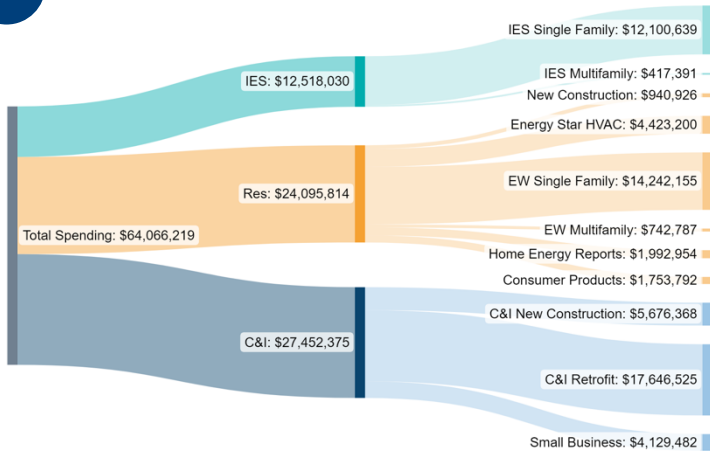 IES Single Family: $12,100,639
IES Multifamily: $417,391
IES: $12,518,030
New Construction: $940,926
Energy Star HVAC: $4,423,200
EW Single Family: $14,242,155
Res: $24,095,814
EW Multifamily: $742,787
Total Spending: $64,066,219
Home Energy Reports: $1,992,954
Consumer Products: $1,753,792
C&I New Construction: $5,676,368
C&I: $27,452,375
C&I Retrofit: $17,646,525
Small Business: $4,129,482